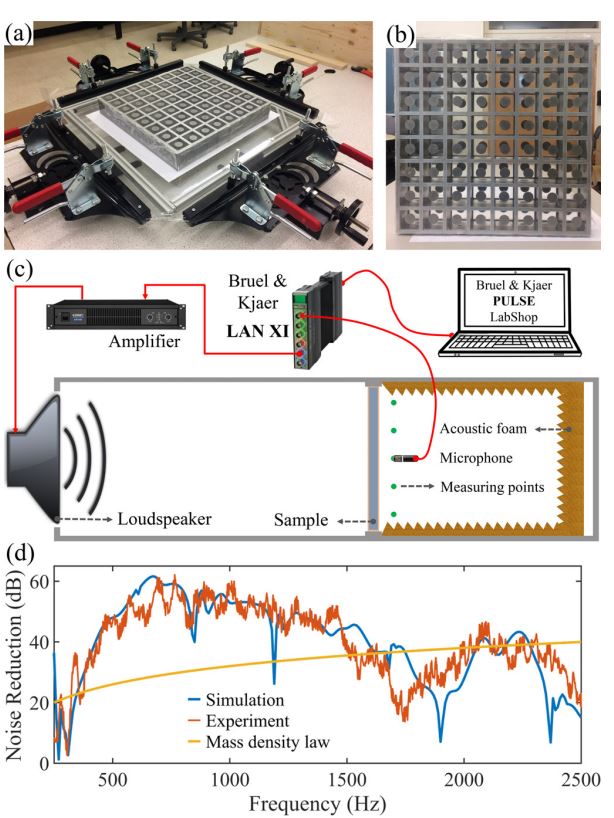 (a)
(b)
(c)
Bruel &
Kjaer
LAN XI
Bruel & Kjaer
PULSE
LabShop
Amplifier
Acoustic foam
Microphone
Measuring points
Loudspeaker
Sample
(d)
Noise Reduction (dB)
60
40
20
0
Simulation
Experiment
Mass density law
500
1000
1500
2000
2500
Frequency (Hz)